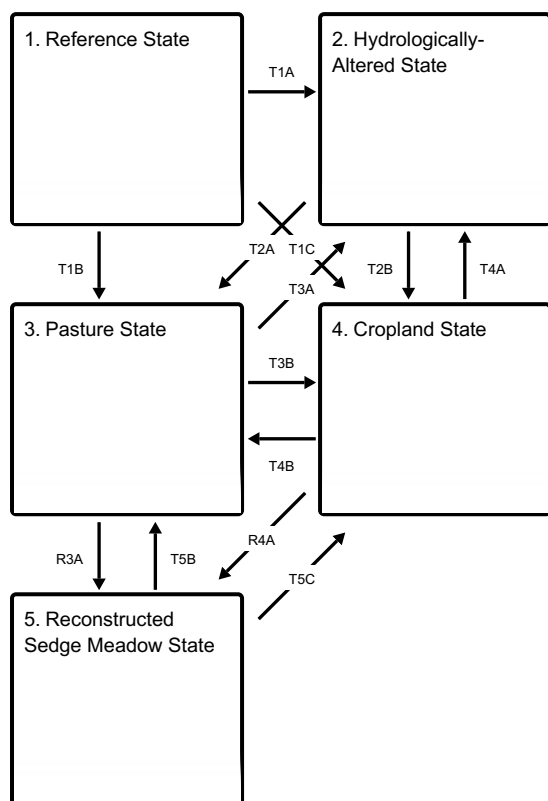 1. Reference State
2. Hydrologically-
Altered State
T1A
T1B
T2A
T1C
T3A
T2B
T4A
3. Pasture State
4. Cropland State
T3B
T4B
R3A
T5B
R4A
T5C
5. Reconstructed
Sedge Meadow State